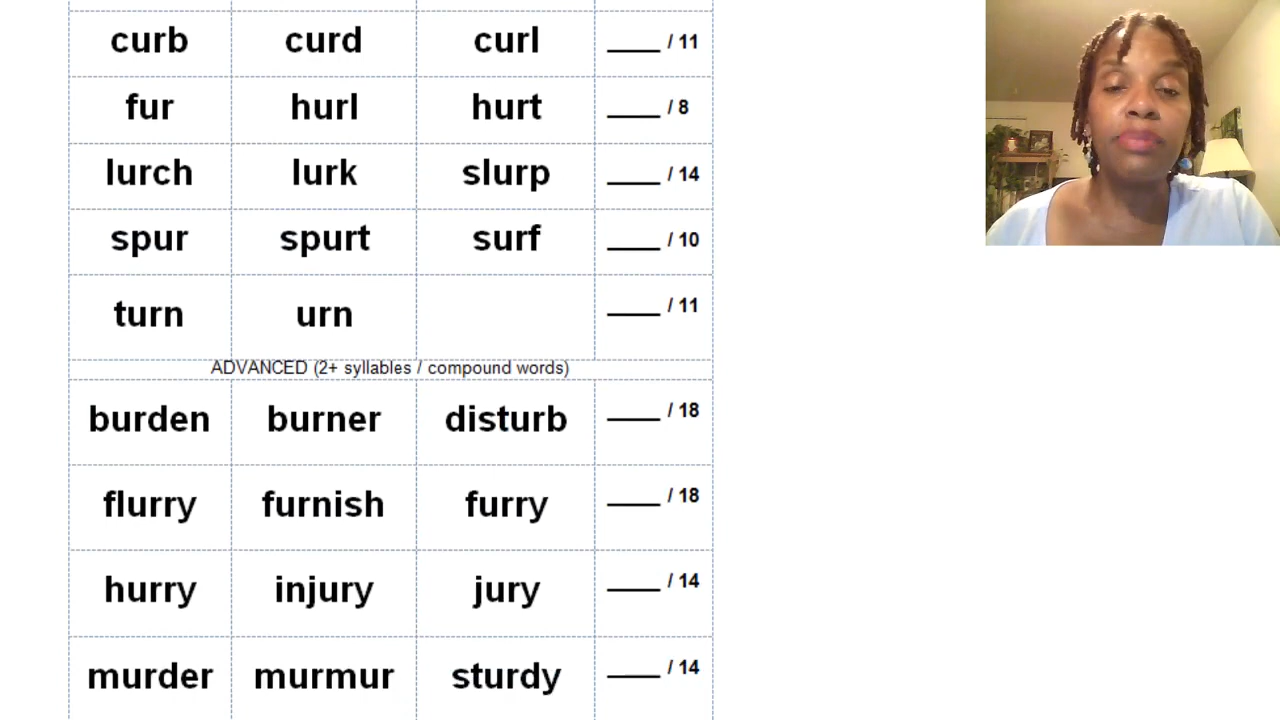 curb curd curl ____ / 11
fur hurl hurt ____ / 8
lurch lurk slurp ____ / 14
spur spurt surf ____ / 10
turn urn ____ / 11
ADVANCED (2+ syllables / compound words)
burden burner disturb ____ / 18
flurry furnish furry ____ / 18
hurry injury jury ____ / 14
murder murmur sturdy ____ / 14